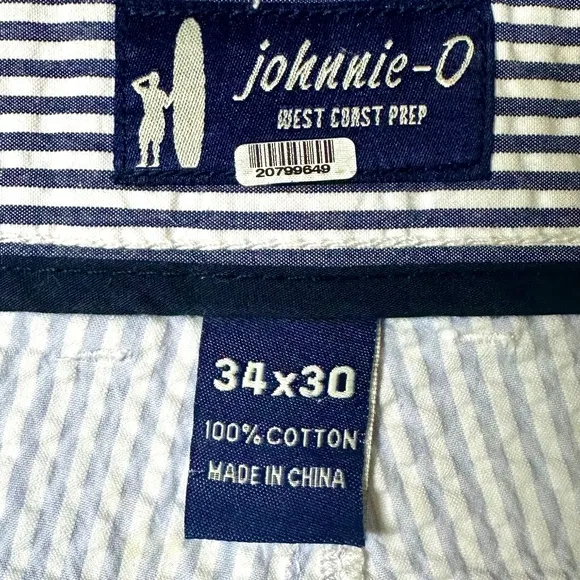 johnnie-O
WEST COAST PREP
20799649
34x30
100% COTTON
MADE IN CHINA